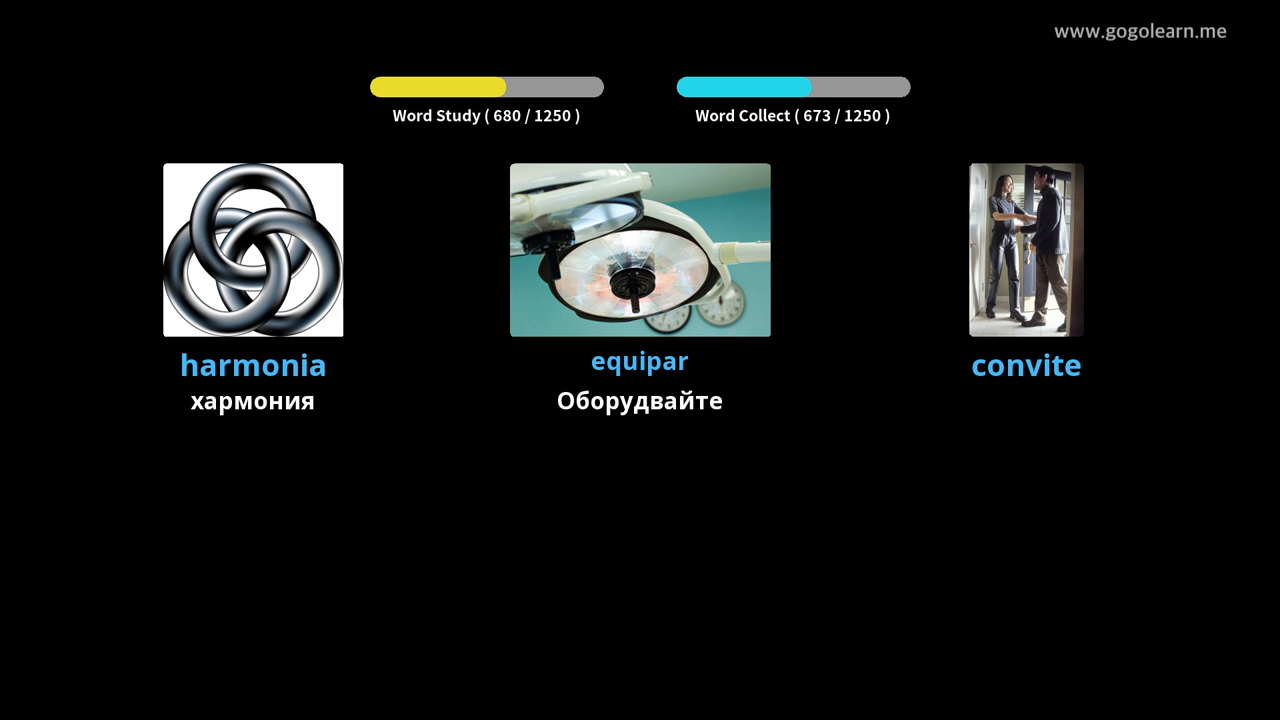 www.gogolearn.me
Word Study ( 680 / 1250 )
Word Collect ( 673 / 1250 )
harmonia
equipar
convite
хармония
Оборудвайте